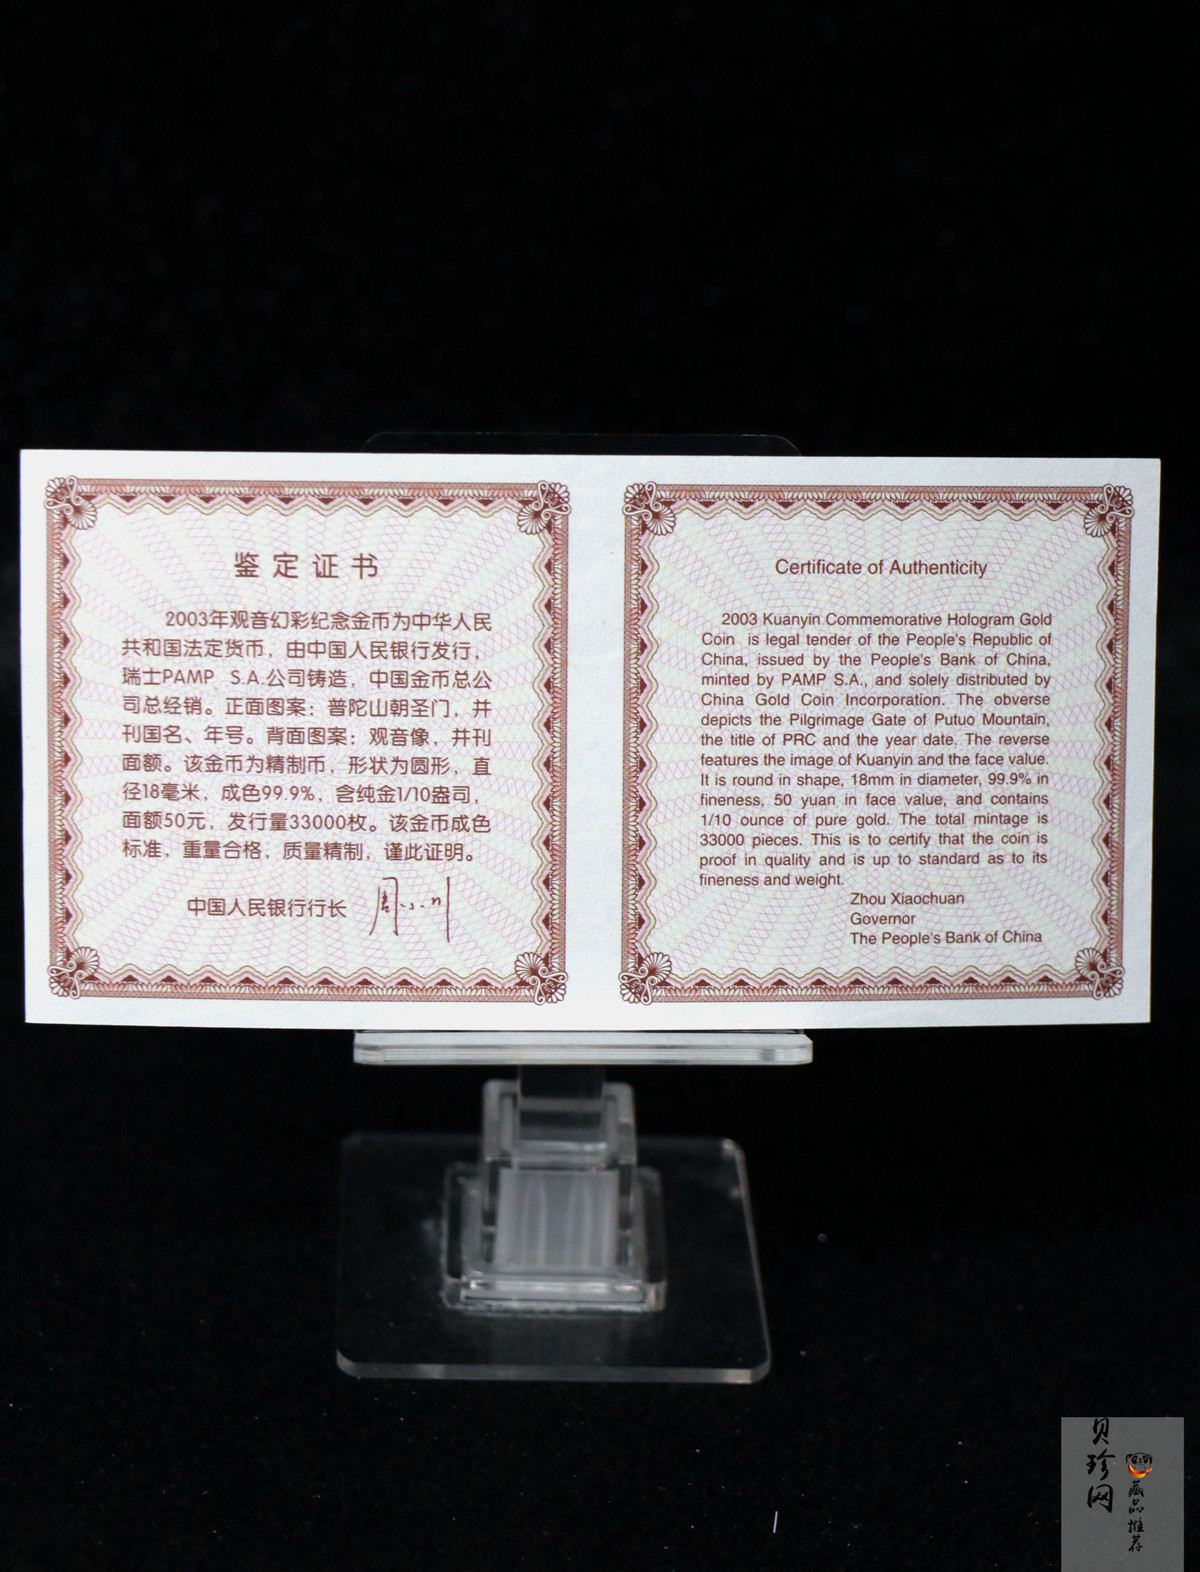 鉴定证书
2003年观音幻彩纪念金币为中华人民
共和国法定货币，由中国人民银行发行，
瑞士PAMP S.A.公司铸造，中国金币总公
司总经销。正面图案：普陀山朝圣门，并
刊国名、年号。背面图案：观音像，并刊
面额。该金币为精制币，形状为圆形，直
径18毫米，成色99.9%，含纯金1/10盎司，
面额50元，发行量33000枚。该金币成色
标准，重量合格，质量精制，谨此证明。
中国人民银行行长 周小川
Certificate of Authenticity
2003 Kuanyin Commemorative Hologram Gold
Coin is legal tender of the People's Republic of
China, issued by the People's Bank of China,
minted by PAMP S.A., and solely distributed by
China Gold Coin Incorporation. The obverse
depicts the Pilgrimage Gate of Putuo Mountain,
the title of PRC and the year date. The reverse
features the image of Kuanyin and the face value.
It is round in shape, 18mm in diameter, 99.9% in
fineness, 50 yuan in face value, and contains
1/10 ounce of pure gold. The total mintage is
33000 pieces. This is to certify that the coin is
proof in quality and is up to standard as to its
fineness and weight.
Zhou Xiaochuan
Governor
The People's Bank of China
贝珍网
藏品推荐